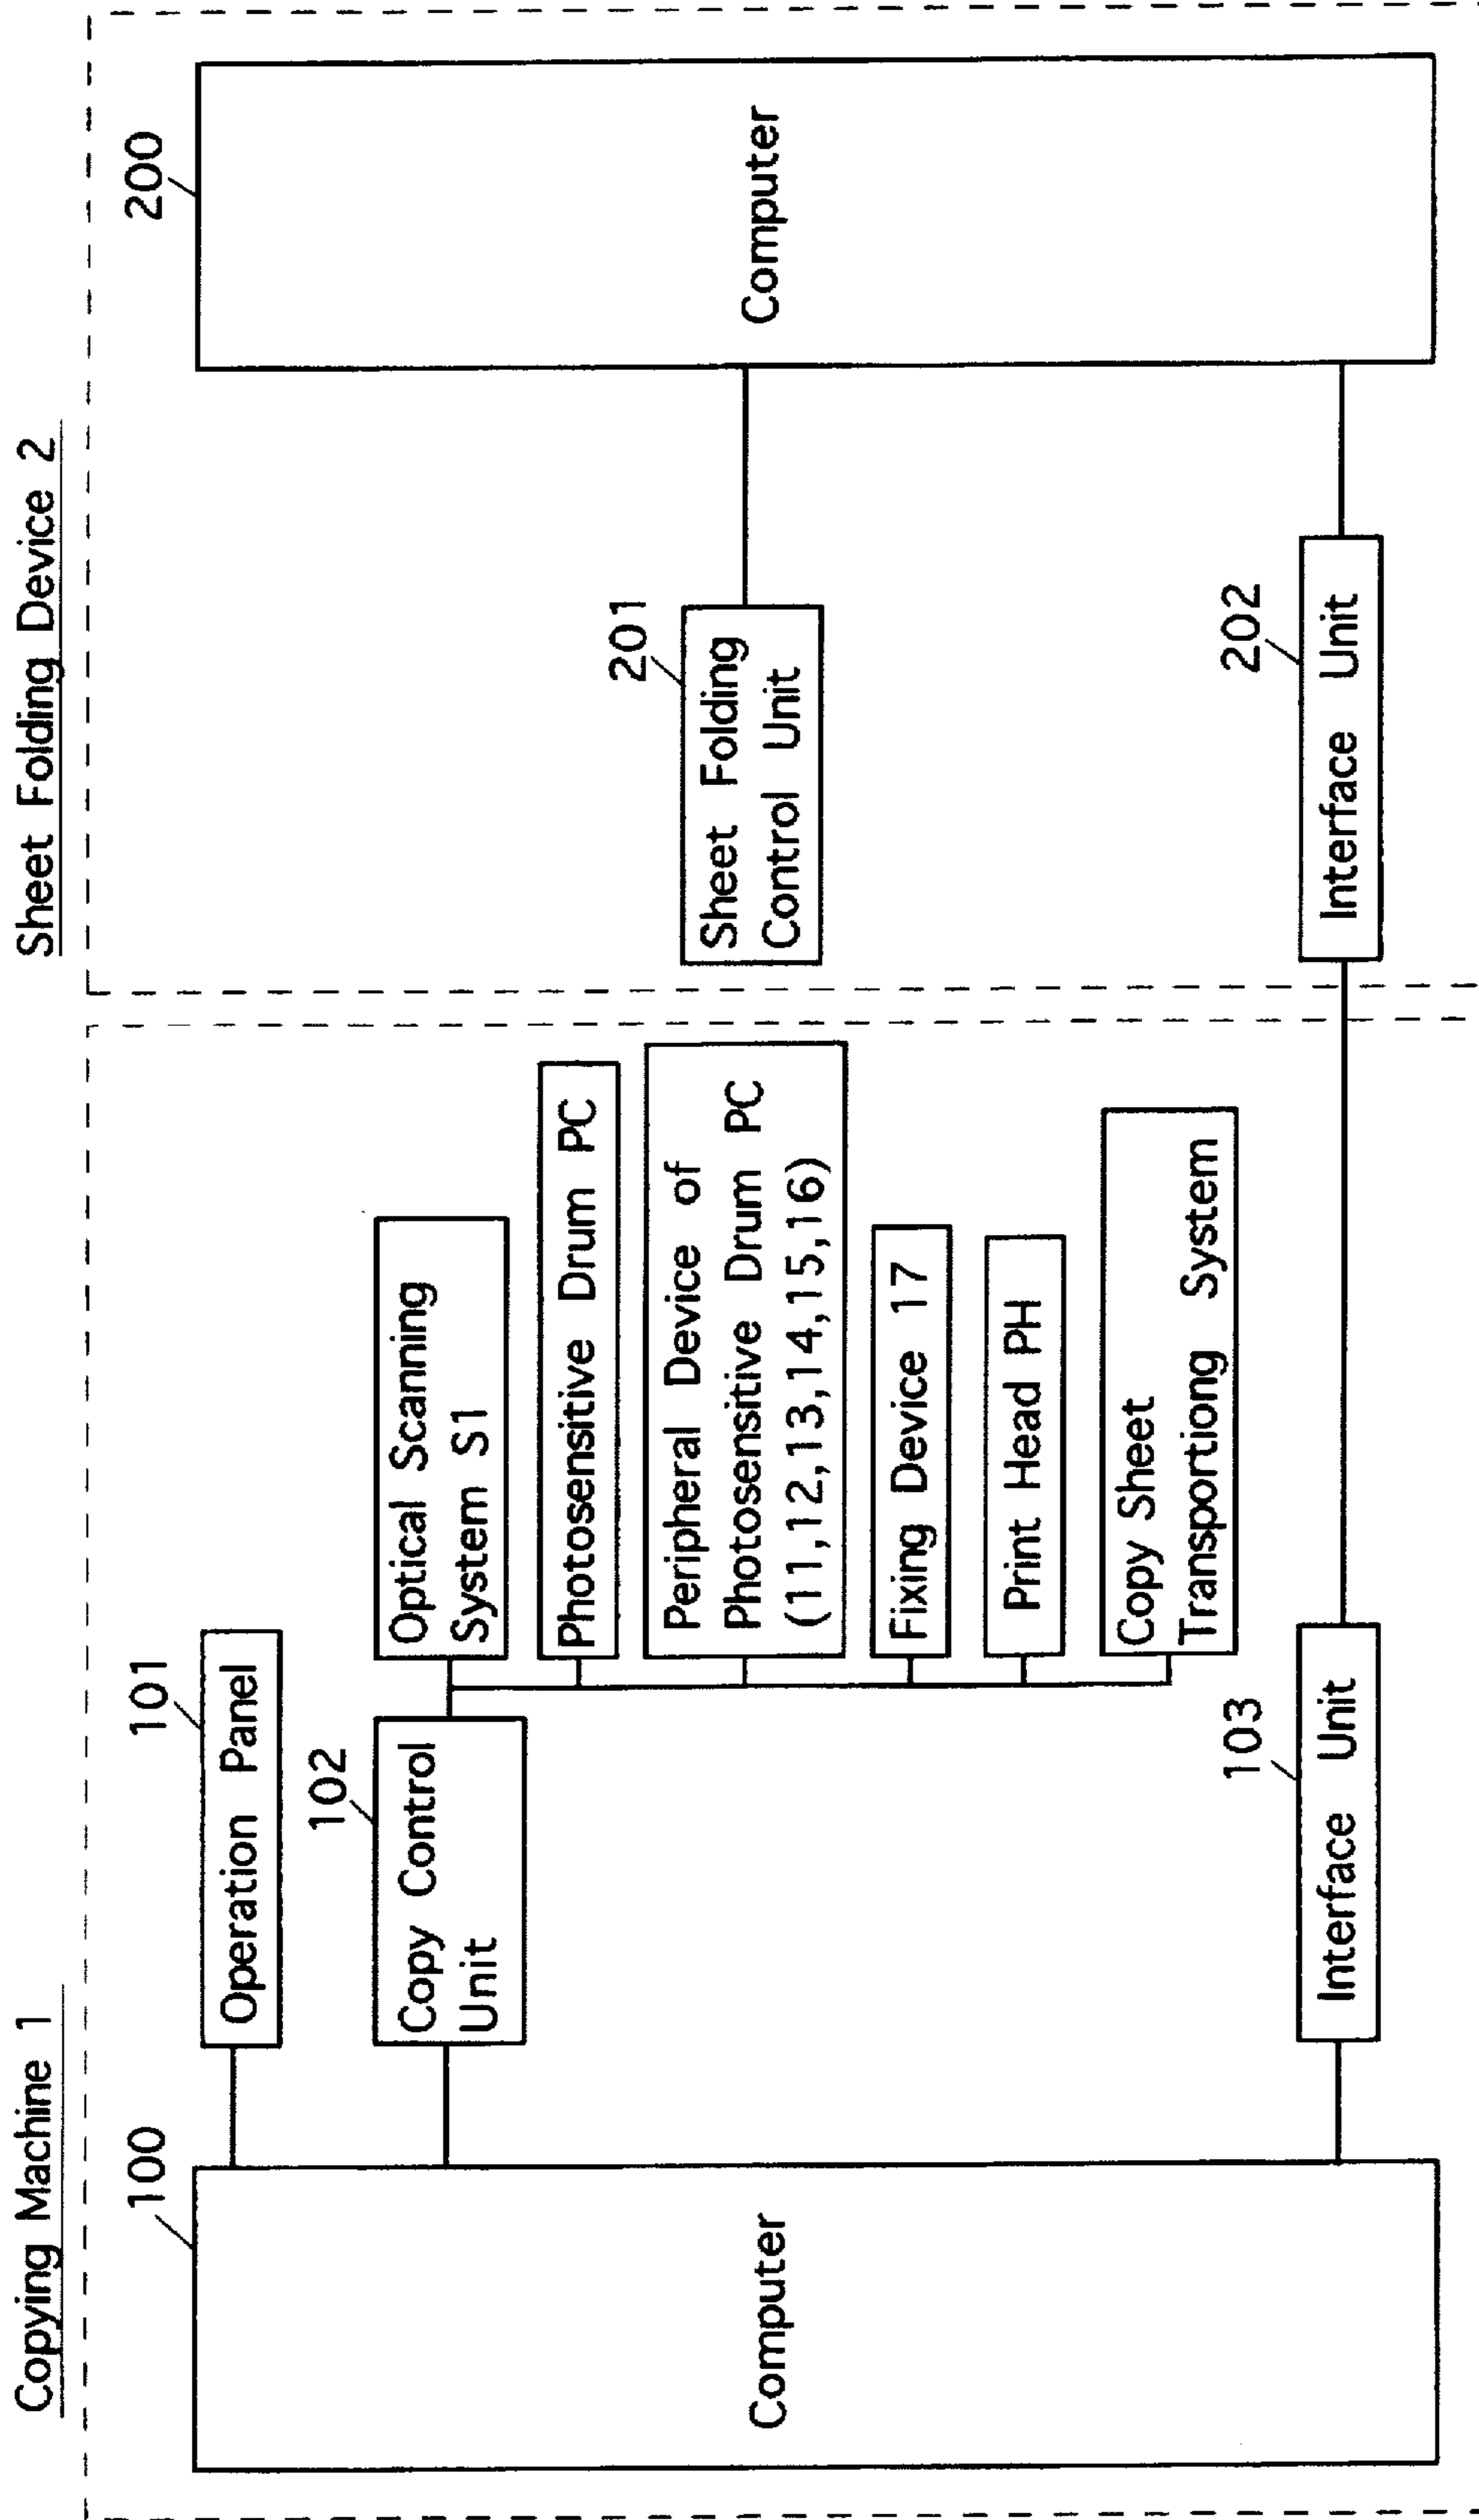 Copying Machine 1
Sheet Folding Device 2
100
Computer
101
Operation Panel
102
Copy Control
Unit
Optical Scanning
System S1
Photosensitive Drum PC
Peripheral Device of
Photosensitive Drum PC
(11,12,13,14,15,16)
Fixing Device 17
Print Head PH
Copy Sheet
Transportiong System
103
Interface Unit
201
Sheet Folding
Control Unit
202
Interface Unit
200
Computer